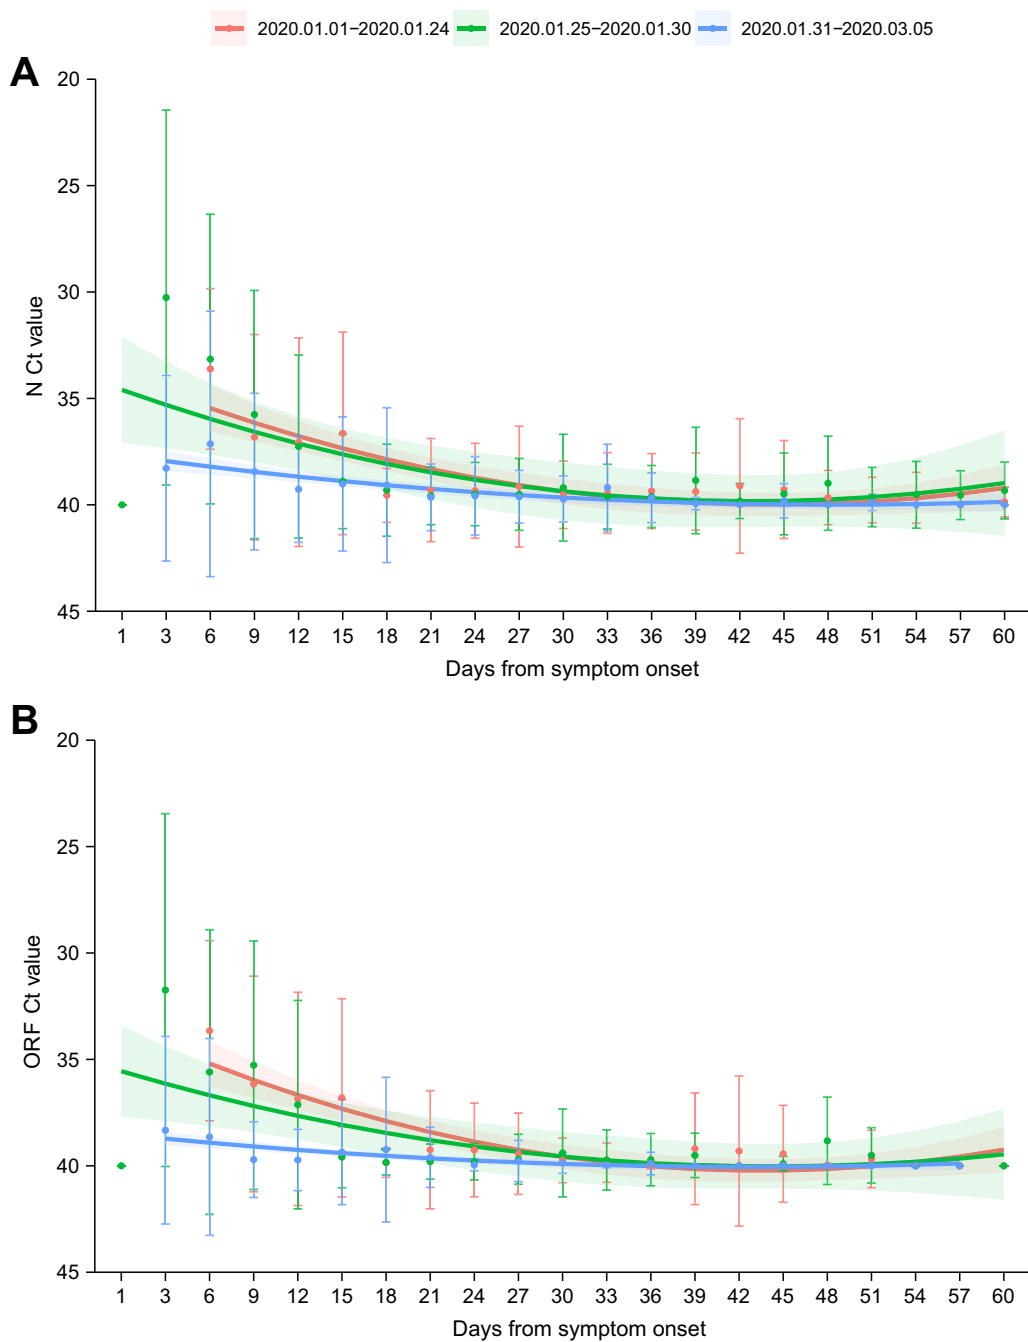 2020.01.01–2020.01.24 2020.01.25–2020.01.30 2020.01.31–2020.03.05
A
20
25
30
35
40
45
N Ct value
1 3 6 9 12 15 18 21 24 27 30 33 36 39 42 45 48 51 54 57 60
Days from symptom onset
B
20
25
30
35
40
45
ORF Ct value
1 3 6 9 12 15 18 21 24 27 30 33 36 39 42 45 48 51 54 57 60
Days from symptom onset